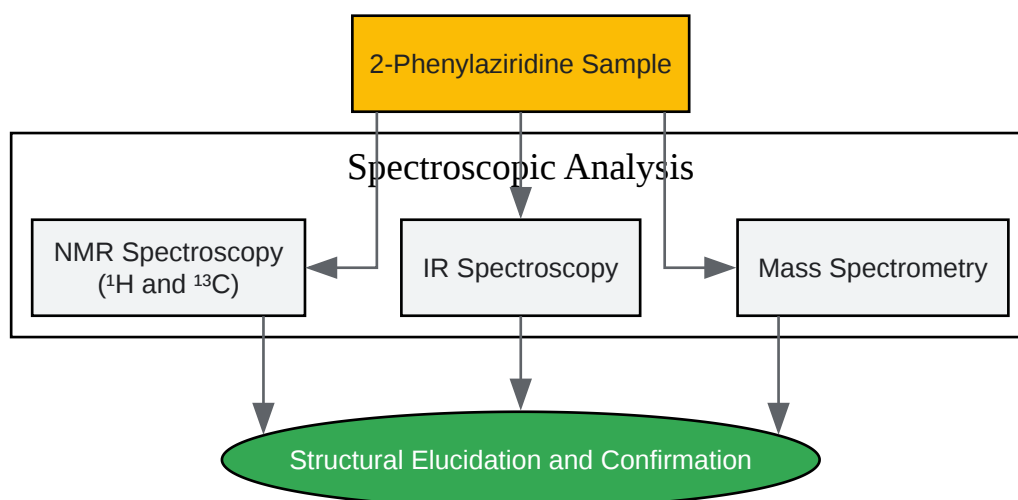 2-Phenylaziridine Sample
Spectroscopic Analysis
NMR Spectroscopy
(¹H and ¹³C)
IR Spectroscopy
Mass Spectrometry
Structural Elucidation and Confirmation